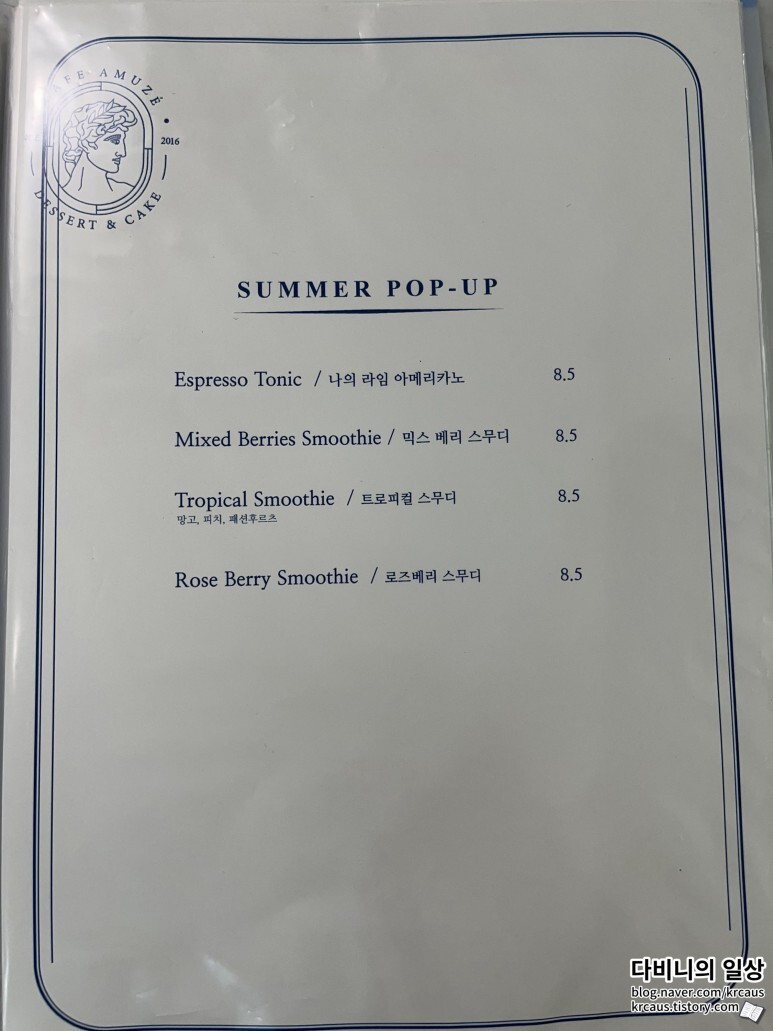 CAFE AMUZÉ
2016
DESSERT & CAKE
SUMMER POP-UP
Espresso Tonic / 나의 라임 아메리카노 8.5
Mixed Berries Smoothie / 믹스 베리 스무디 8.5
Tropical Smoothie / 트로피컬 스무디 8.5
망고, 피치, 패션후르츠
Rose Berry Smoothie / 로즈베리 스무디 8.5
다비니의 일상
blog.naver.com/krcaus
krcaus.tistory.com